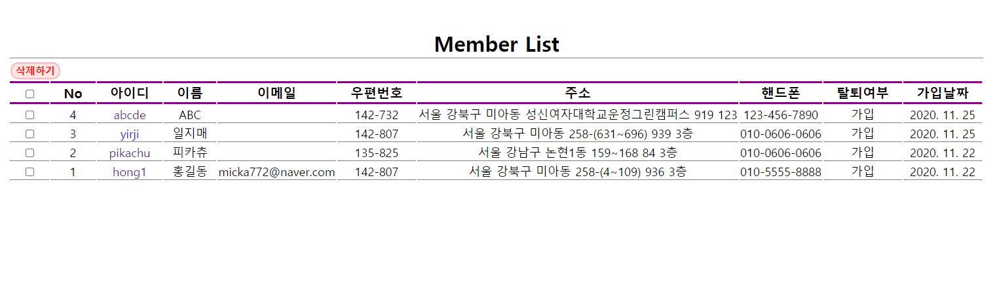 Member List
삭제하기
No 아이디 이름 이메일 우편번호 주소 핸드폰 탈퇴여부 가입날짜
4 abcde ABC 142-732 서울 강북구 미아동 성신여자대학교운정그린캠퍼스 919 123 123-456-7890 가입 2020. 11. 25
3 yirji 일지매 142-807 서울 강북구 미아동 258-(631~696) 939 3층 010-0606-0606 가입 2020. 11. 25
2 pikachu 피카츄 135-825 서울 강남구 논현1동 159~168 84 3층 010-0606-0606 가입 2020. 11. 22
1 hong1 홍길동 micka772@naver.com 142-807 서울 강북구 미아동 258-(4~109) 936 3층 010-5555-8888 가입 2020. 11. 22